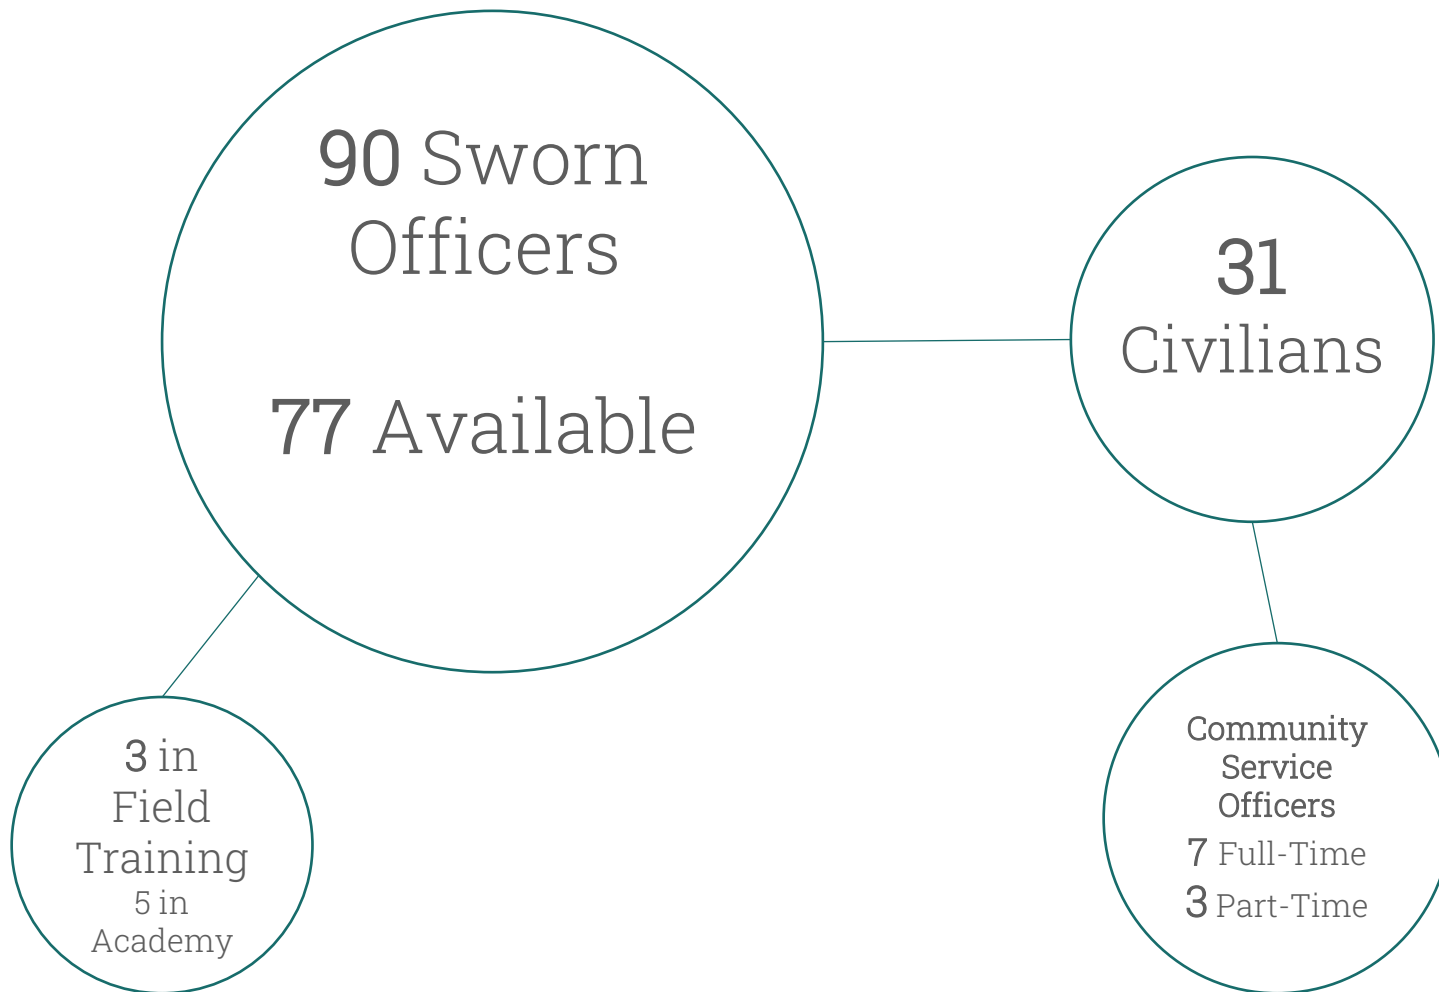 90 Sworn
Officers
77 Available
31
Civilians
3 in
Field
Training
5 in
Academy
Community
Service
Officers
7 Full-Time
3 Part-Time